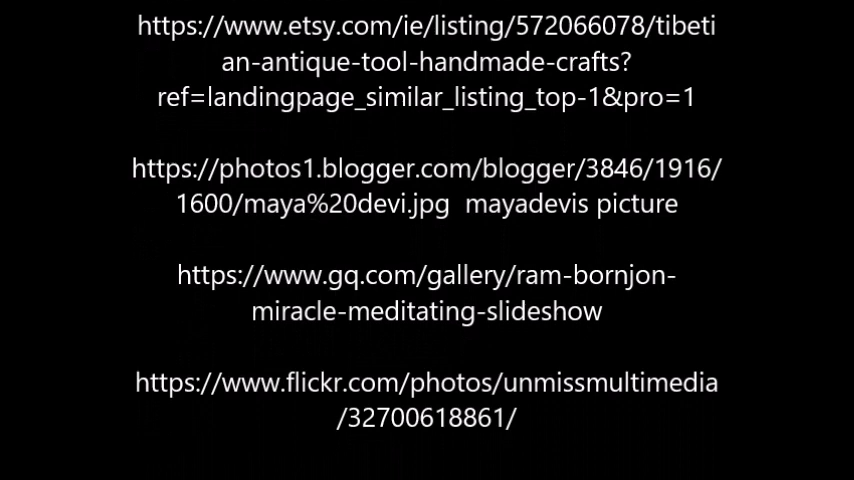 https://www.etsy.com/ie/listing/572066078/tibeti
an-antique-tool-handmade-crafts?
ref=landingpage_similar_listing_top-1&pro=1
https://photos1.blogger.com/blogger/3846/1916/
1600/maya%20devi.jpg  mayadevis picture
https://www.gq.com/gallery/ram-bornjon-
miracle-meditating-slideshow
https://www.flickr.com/photos/unmissmultimedia
/32700618861/